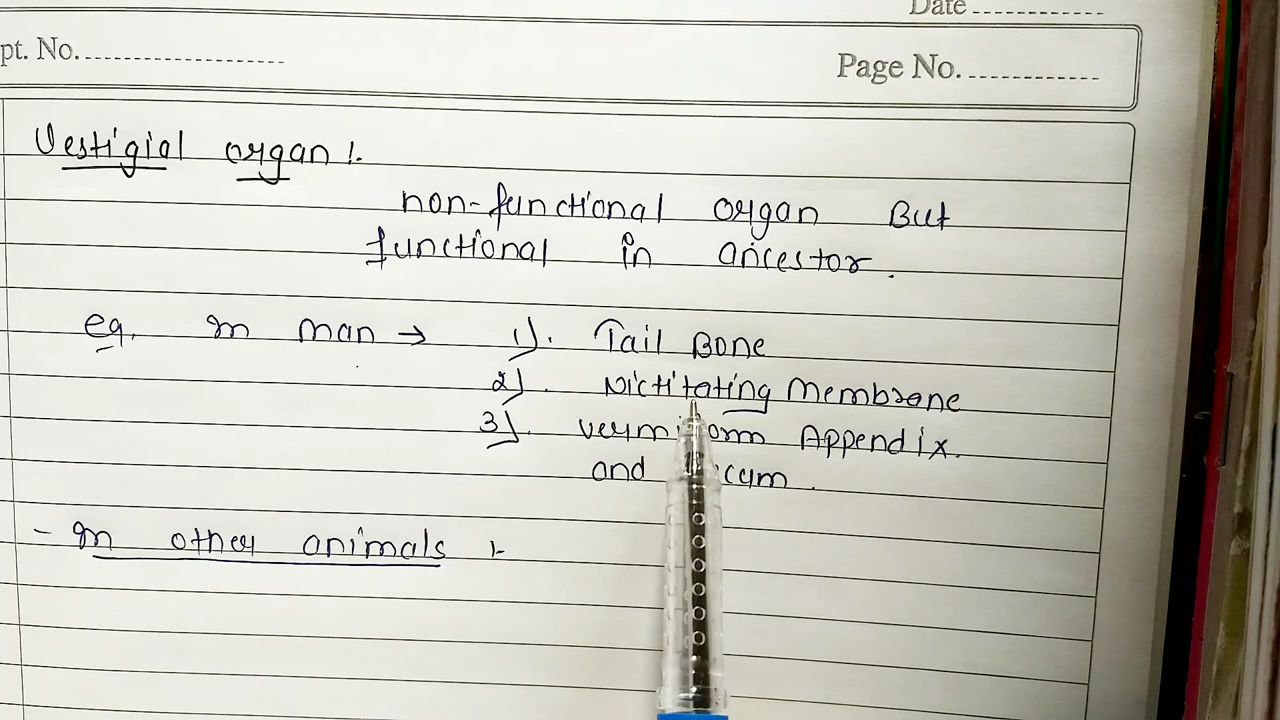 Date
pt. No.
Page No.
Vestigial organ :-
non-functional organ But
functional in ancestor.
eg. In man → 1). Tail Bone
2). Nictitating Membrane
3). Appendix.
and
- In other animals :-